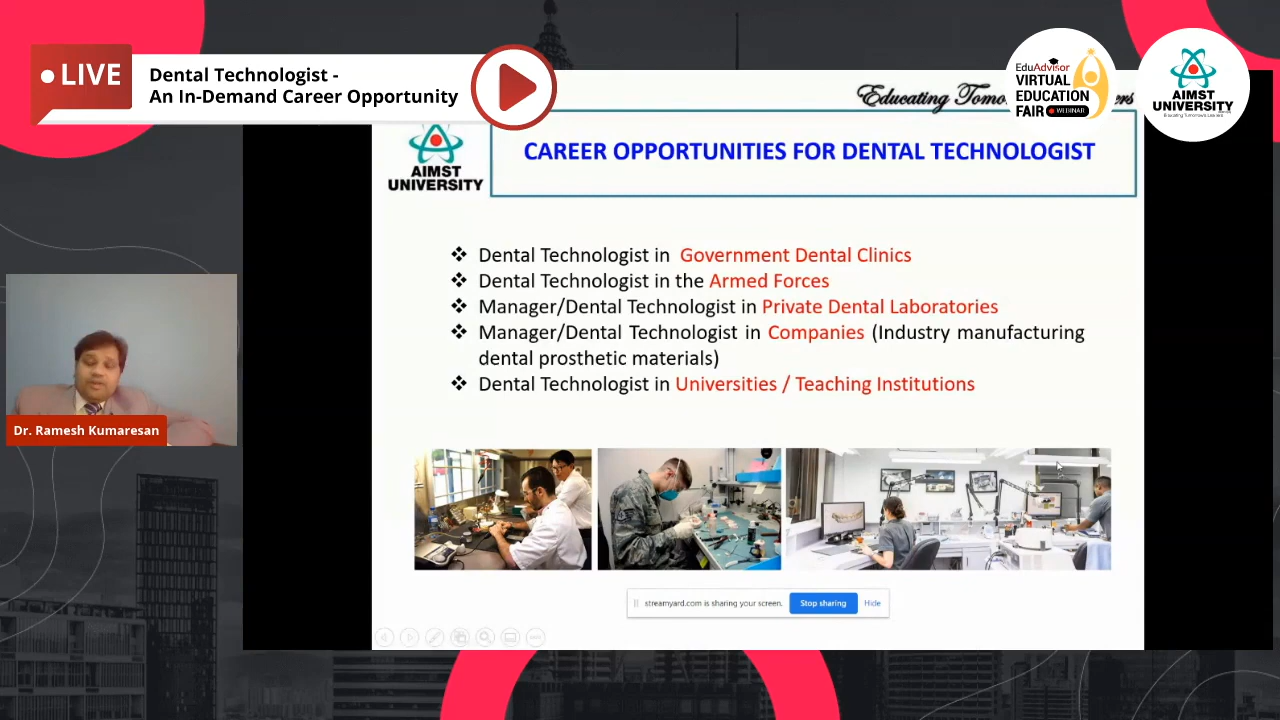 LIVE
Dental Technologist -
An In-Demand Career Opportunity
EduAdvisor
VIRTUAL
EDUCATION
FAIR WEBINAR
AIMST
UNIVERSITY
Educating Tomorrow's Leaders
Educating
AIMST
UNIVERSITY
CAREER OPPORTUNITIES FOR DENTAL TECHNOLOGIST
❖ Dental Technologist in Government Dental Clinics
❖ Dental Technologist in the Armed Forces
❖ Manager/Dental Technologist in Private Dental Laboratories
❖ Manager/Dental Technologist in Companies (Industry manufacturing
dental prosthetic materials)
❖ Dental Technologist in Universities / Teaching Institutions
Dr. Ramesh Kumaresan
streamyard.com is sharing your screen. Stop sharing Hide